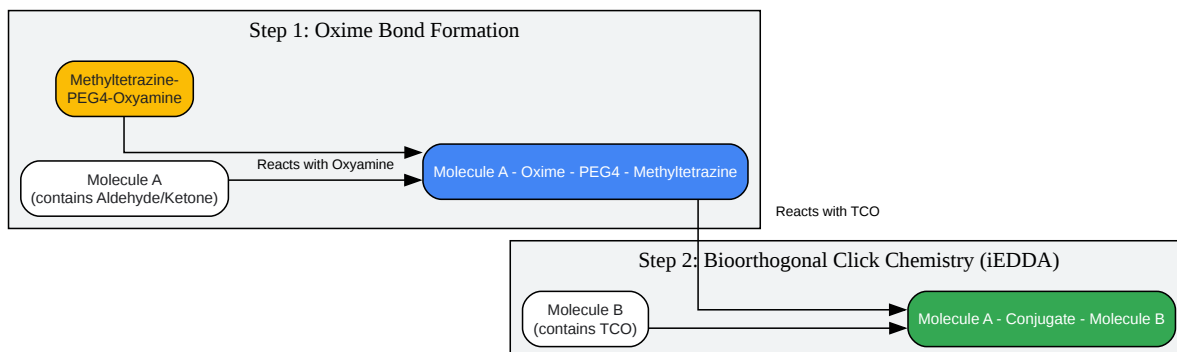 Step 1: Oxime Bond Formation
Methyltetrazine-
PEG4-Oxyamine
Reacts with Oxyamine
Molecule A
(contains Aldehyde/Ketone)
Molecule A - Oxime - PEG4 - Methyltetrazine
Reacts with TCO
Step 2: Bioorthogonal Click Chemistry (iEDDA)
Molecule B
(contains TCO)
Molecule A - Conjugate - Molecule B